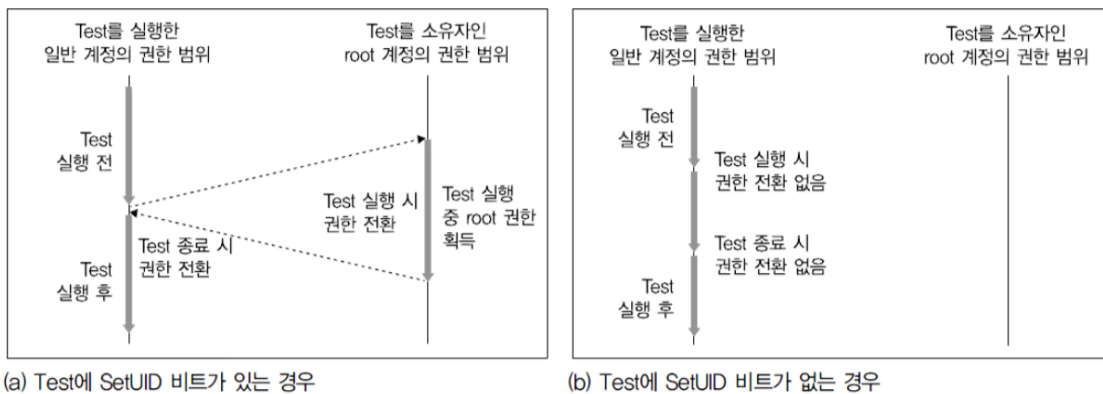 Test를 실행한
일반 계정의 권한 범위
Test를 소유자인
root 계정의 권한 범위
Test
실행 전
Test 실행 시
권한 전환
Test 실행
중 root 권한
획득
Test 종료 시
권한 전환
Test
실행 후
(a) Test에 SetUID 비트가 있는 경우
Test를 실행한
일반 계정의 권한 범위
Test를 소유자인
root 계정의 권한 범위
Test
실행 전
Test 실행 시
권한 전환 없음
Test 종료 시
권한 전환 없음
Test
실행 후
(b) Test에 SetUID 비트가 없는 경우